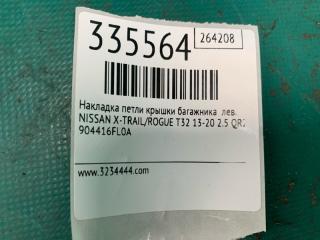 335564
264208
Накладка петли крышки багажника лев.
NISSAN X-TRAIL/ROGUE T32 13-20 2.5 QR2
904416FL0A
www.3234444.com